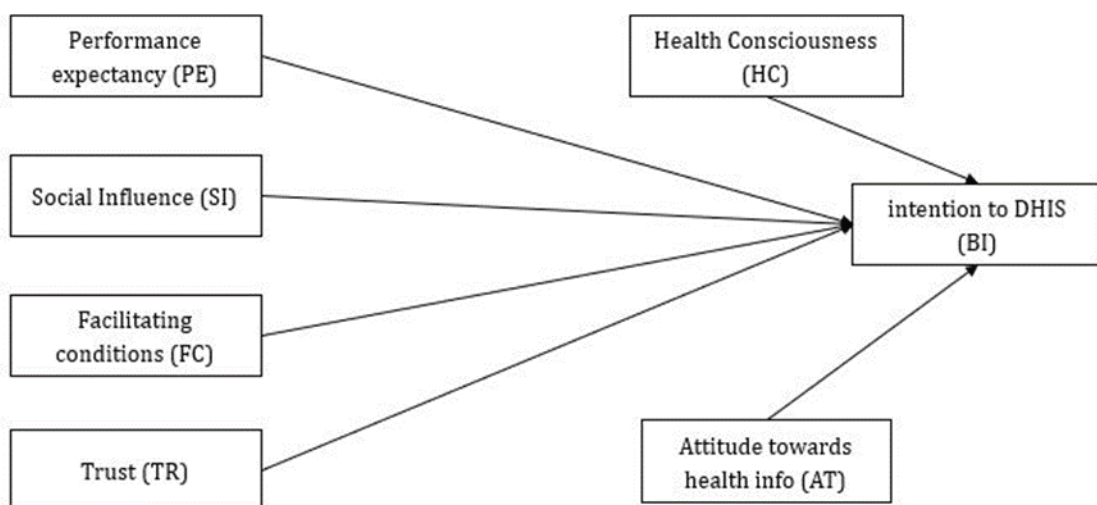 Performance
expectancy (PE)
Health Consciousness
(HC)
Social Influence (SI)
intention to DHIS
(BI)
Facilitating
conditions (FC)
Trust (TR)
Attitude towards
health info (AT)